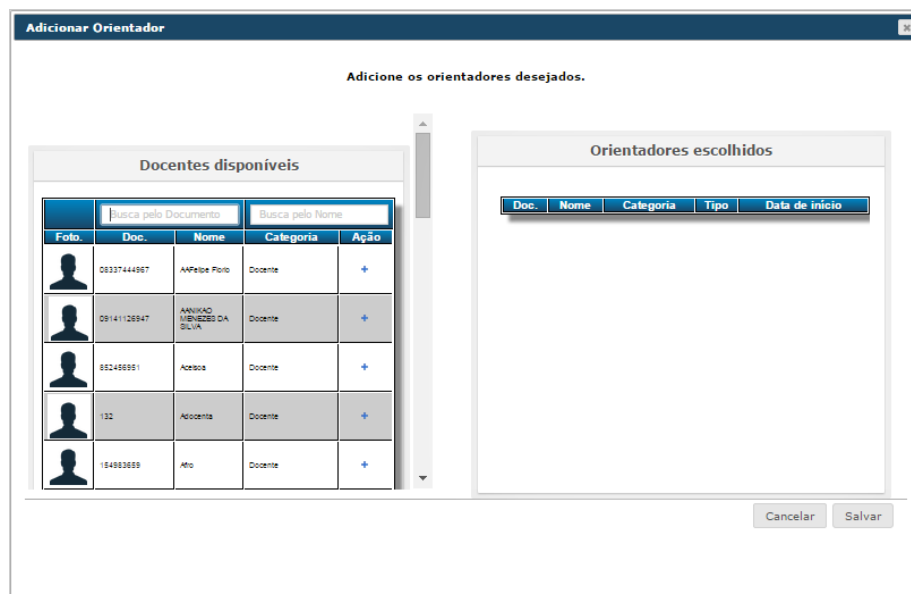 Adicionar Orientador
Adicione os orientadores desejados.
Docentes disponíveis
Busca pelo Documento Busca pelo Nome
Foto. Doc. Nome Categoria Ação
08337444967 AAFelipe Florio Docente +
09141126947 AANIKAO MENEZES DA SILVA Docente +
852456951 Aceisoa Docente +
132 Adocenta Docente +
154983659 Afro Docente +
Orientadores escolhidos
Doc. Nome Categoria Tipo Data de início
Cancelar Salvar